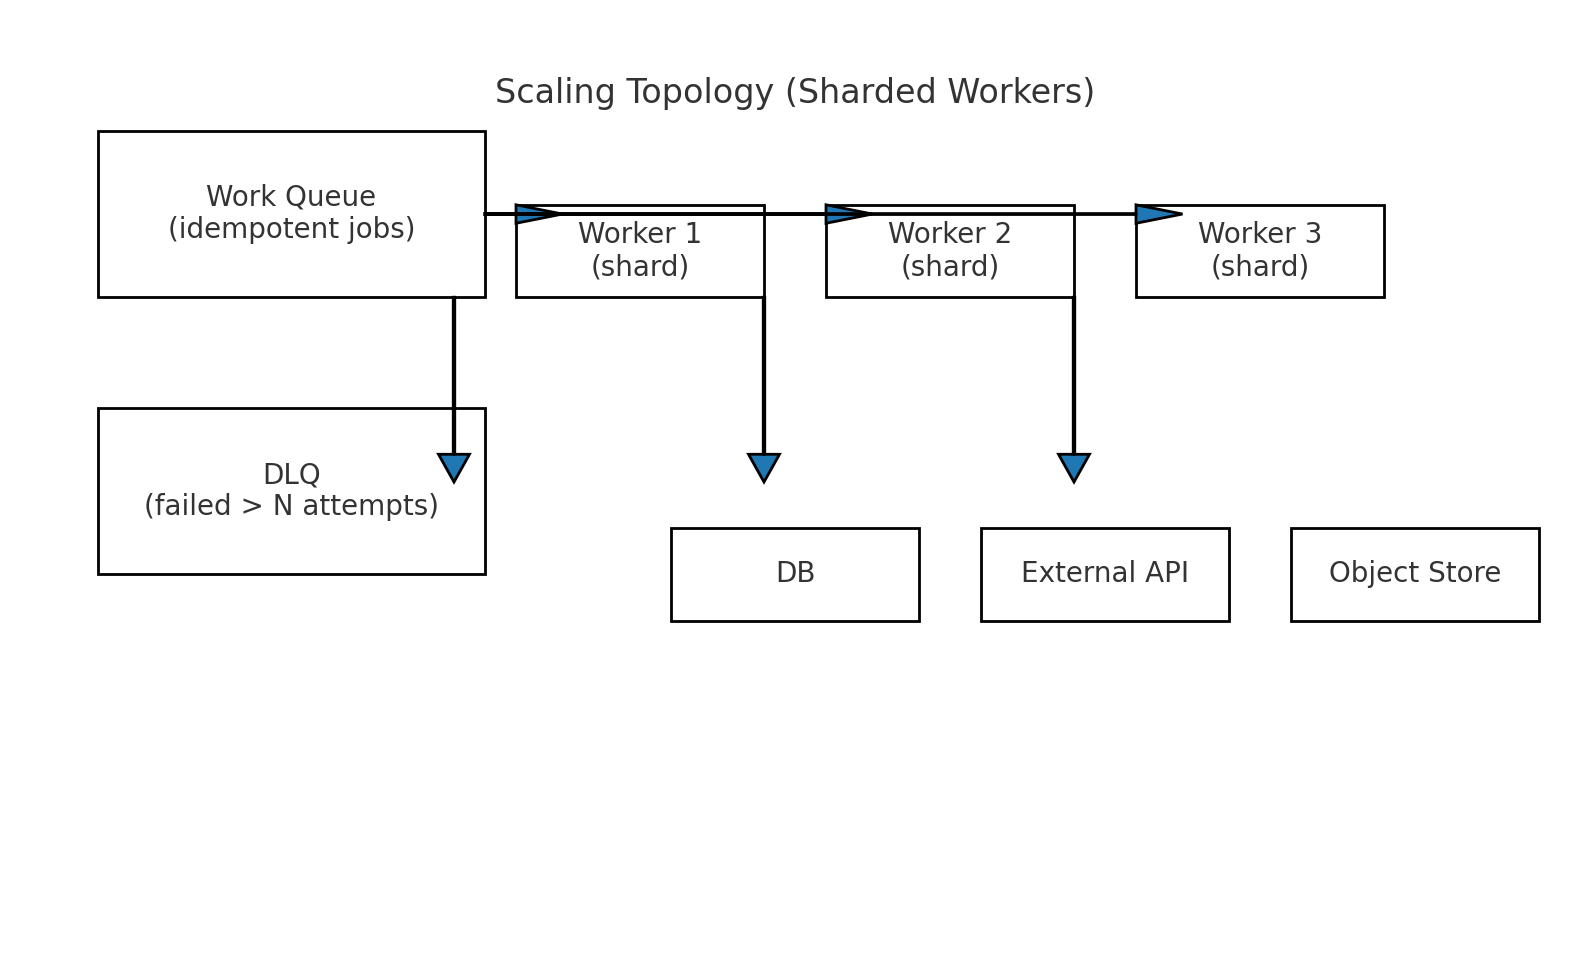 Scaling Topology (Sharded Workers)
Work Queue
(idempotent jobs)
Worker 1
(shard)
Worker 2
(shard)
Worker 3
(shard)
DLQ
(failed > N attempts)
DB
External API
Object Store